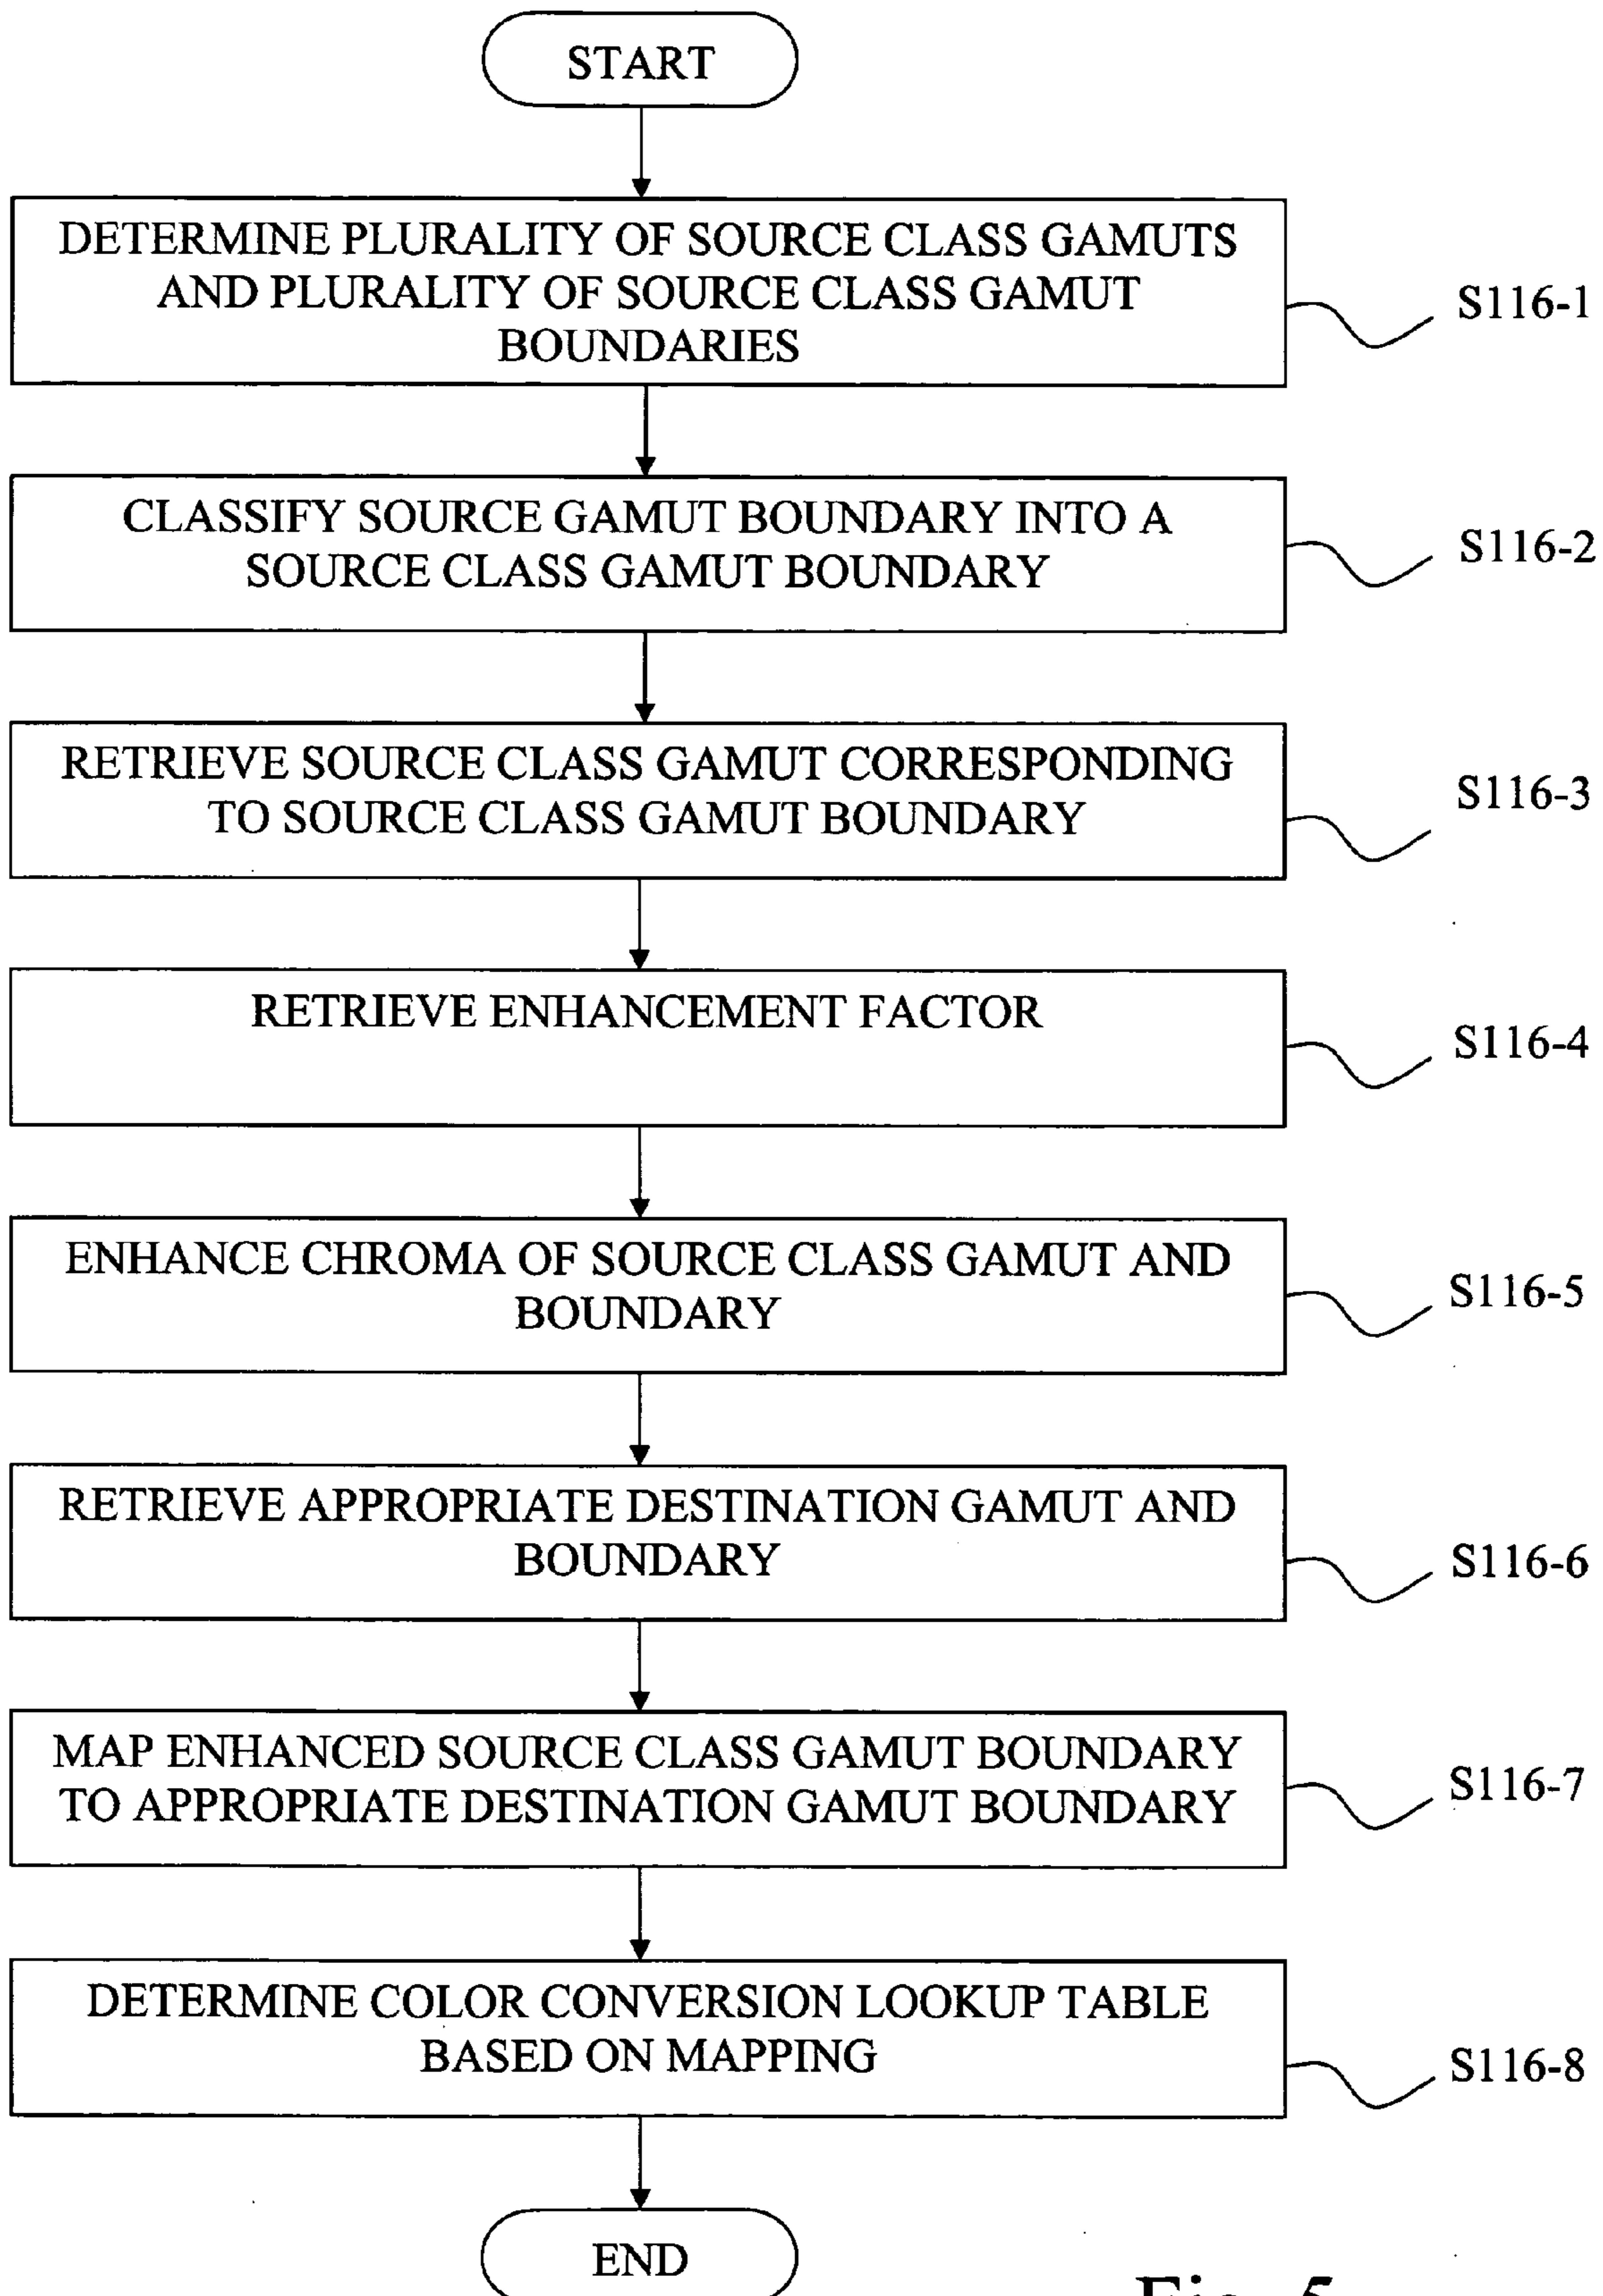 START
DETERMINE PLURALITY OF SOURCE CLASS GAMUTS
AND PLURALITY OF SOURCE CLASS GAMUT
BOUNDARIES
S116-1
CLASSIFY SOURCE GAMUT BOUNDARY INTO A
SOURCE CLASS GAMUT BOUNDARY
S116-2
RETRIEVE SOURCE CLASS GAMUT CORRESPONDING
TO SOURCE CLASS GAMUT BOUNDARY
S116-3
RETRIEVE ENHANCEMENT FACTOR
S116-4
ENHANCE CHROMA OF SOURCE CLASS GAMUT AND
BOUNDARY
S116-5
RETRIEVE APPROPRIATE DESTINATION GAMUT AND
BOUNDARY
S116-6
MAP ENHANCED SOURCE CLASS GAMUT BOUNDARY
TO APPROPRIATE DESTINATION GAMUT BOUNDARY
S116-7
DETERMINE COLOR CONVERSION LOOKUP TABLE
BASED ON MAPPING
S116-8
END
Fig. 5